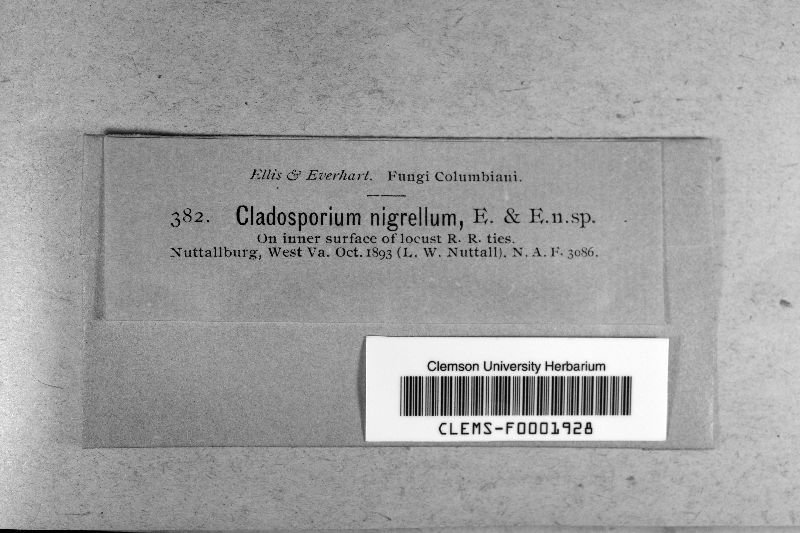 Ellis & Everhart. Fungi Columbiani.
382. Cladosporium nigrellum, E. & E.n.sp.
On inner surface of locust R. R. ties.
Nuttallburg, West Va. Oct. 1893 (L. W. Nuttall). N. A. F. 3086.
Clemson University Herbarium
CLEMS-F0001928